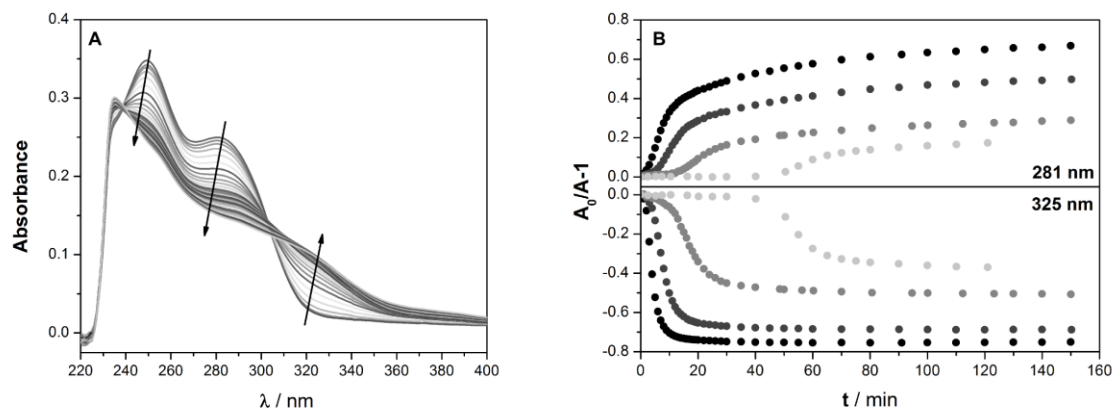 A
Absorbance
0.4
0.3
0.2
0.1
0.0
220 240 260 280 300 320 340 360 380 400
λ / nm
B
A₀/A-1
0.8
0.6
0.4
0.2
0.0
281 nm
0.0
-0.2
-0.4
-0.6
-0.8
325 nm
0 20 40 60 80 100 120 140 160
t / min